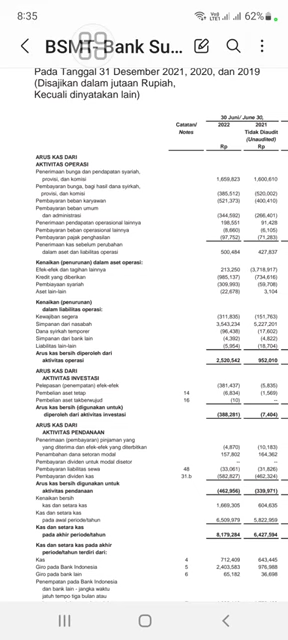 8:35
62%
BSMT- Bank Su...
Pada Tanggal 31 Desember 2021, 2020, dan 2019
(Disajikan dalam jutaan Rupiah,
Kecuali dinyatakan lain)
30 Juni/ June 30,
Catatan/ 2022 2021
Notes Tidak Diaudit
(Unaudited)
Rp Rp
ARUS KAS DARI
AKTIVITAS OPERASI
Penerimaan bunga dan pendapatan syariah,
provisi, dan komisi 1,659,823 1,600,610
Pembayaran bunga, bagi hasil dana syirkah,
provisi, dan komisi (385,512) (520,002)
Pembayaran beban karyawan (521,373) (400,410)
Pembayaran beban umum
dan administrasi (344,592) (266,401)
Penerimaan pendapatan operasional lainnya 198,551 91,428
Pembayaran beban operasional lainnya (8,660) (6,105)
Pembayaran pajak penghasilan (97,752) (71,283)
Penerimaan kas sebelum perubahan
dalam aset dan liabilitas operasi 500,484 427,837
Kenaikan (penurunan) dalam aset operasi:
Efek-efek dan tagihan lainnya 213,250 (3,718,917)
Kredit yang diberikan (985,137) (734,616)
Pembiayaan syariah (309,993) (59,708)
Aset lain-lain (22,678) 3,104
Kenaikan (penurunan)
dalam liabilitas operasi:
Kewajiban segera (311,835) (151,763)
Simpanan dari nasabah 3,543,234 5,227,201
Dana syirkah temporer (96,438) (17,602)
Simpanan dari bank lain (4,392) (4,822)
Liabilitas lain-lain (5,954) (18,704)
Arus kas bersih diperoleh dari
aktivitas operasi 2,520,542 952,010
ARUS KAS DARI
AKTIVITAS INVESTASI
Pelepasan (penempatan) efek-efek (381,437) (5,835)
Pembelian aset tetap 14 (6,834) (1,569)
Pembelian aset takberwujud 16 (10) --
Arus kas bersih (digunakan untuk)
diperoleh dari aktivitas investasi (388,281) (7,404)
ARUS KAS DARI
AKTIVITAS PENDANAAN
Penerimaan (pembayaran) pinjaman yang
yang diterima dan efek-efek yang diterbitkan (4,870) (10,183)
Penambahan dana setoran modal 157,802 164,362
Pembayaran dividen untuk modal disetor -- --
Pembayaran liabilitas sewa 48 (33,061) (31,826)
Pembayaran dividen kas 31.b (582,827) (462,324)
Arus kas bersih digunakan untuk
aktivitas pendanaan (462,956) (339,971)
Kenaikan bersih
kas dan setara kas 1,669,305 604,635
Kas dan setara kas
pada awal periode/tahun 6,509,979 5,822,959
Kas dan setara kas
pada akhir periode/tahun 8,179,284 6,427,594
Kas dan setara kas pada akhir
periode/tahun terdiri dari:
Kas 4 712,409 643,445
Giro pada Bank Indonesia 5 2,403,583 976,988
Giro pada bank lain 6 65,182 36,698
Penempatan pada Bank Indonesia
dan bank lain - jangka waktu
jatuh tempo tiga bulan atau